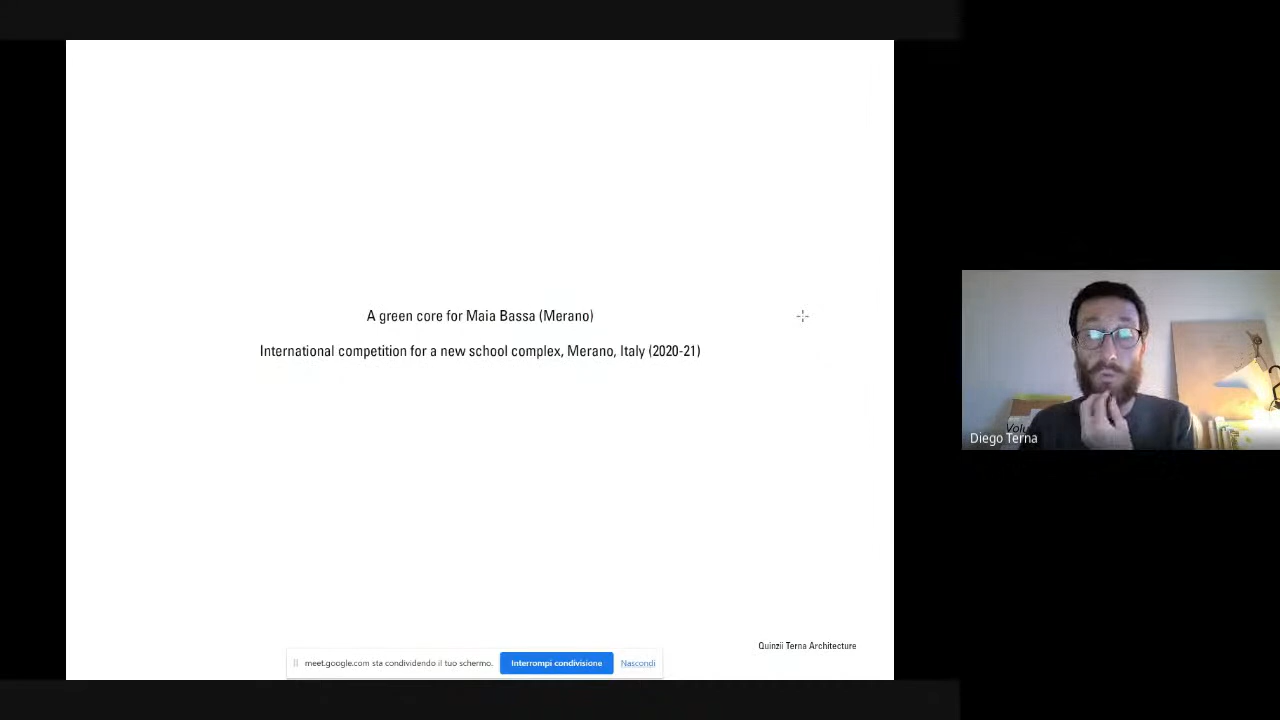 A green core for Maia Bassa (Merano)
International competition for a new school complex, Merano, Italy (2020-21)
Volu
Diego Terna
Quinzii Terna Architecture
meet.google.com sta condividendo il tuo schermo. Interrompi condivisione Nascondi